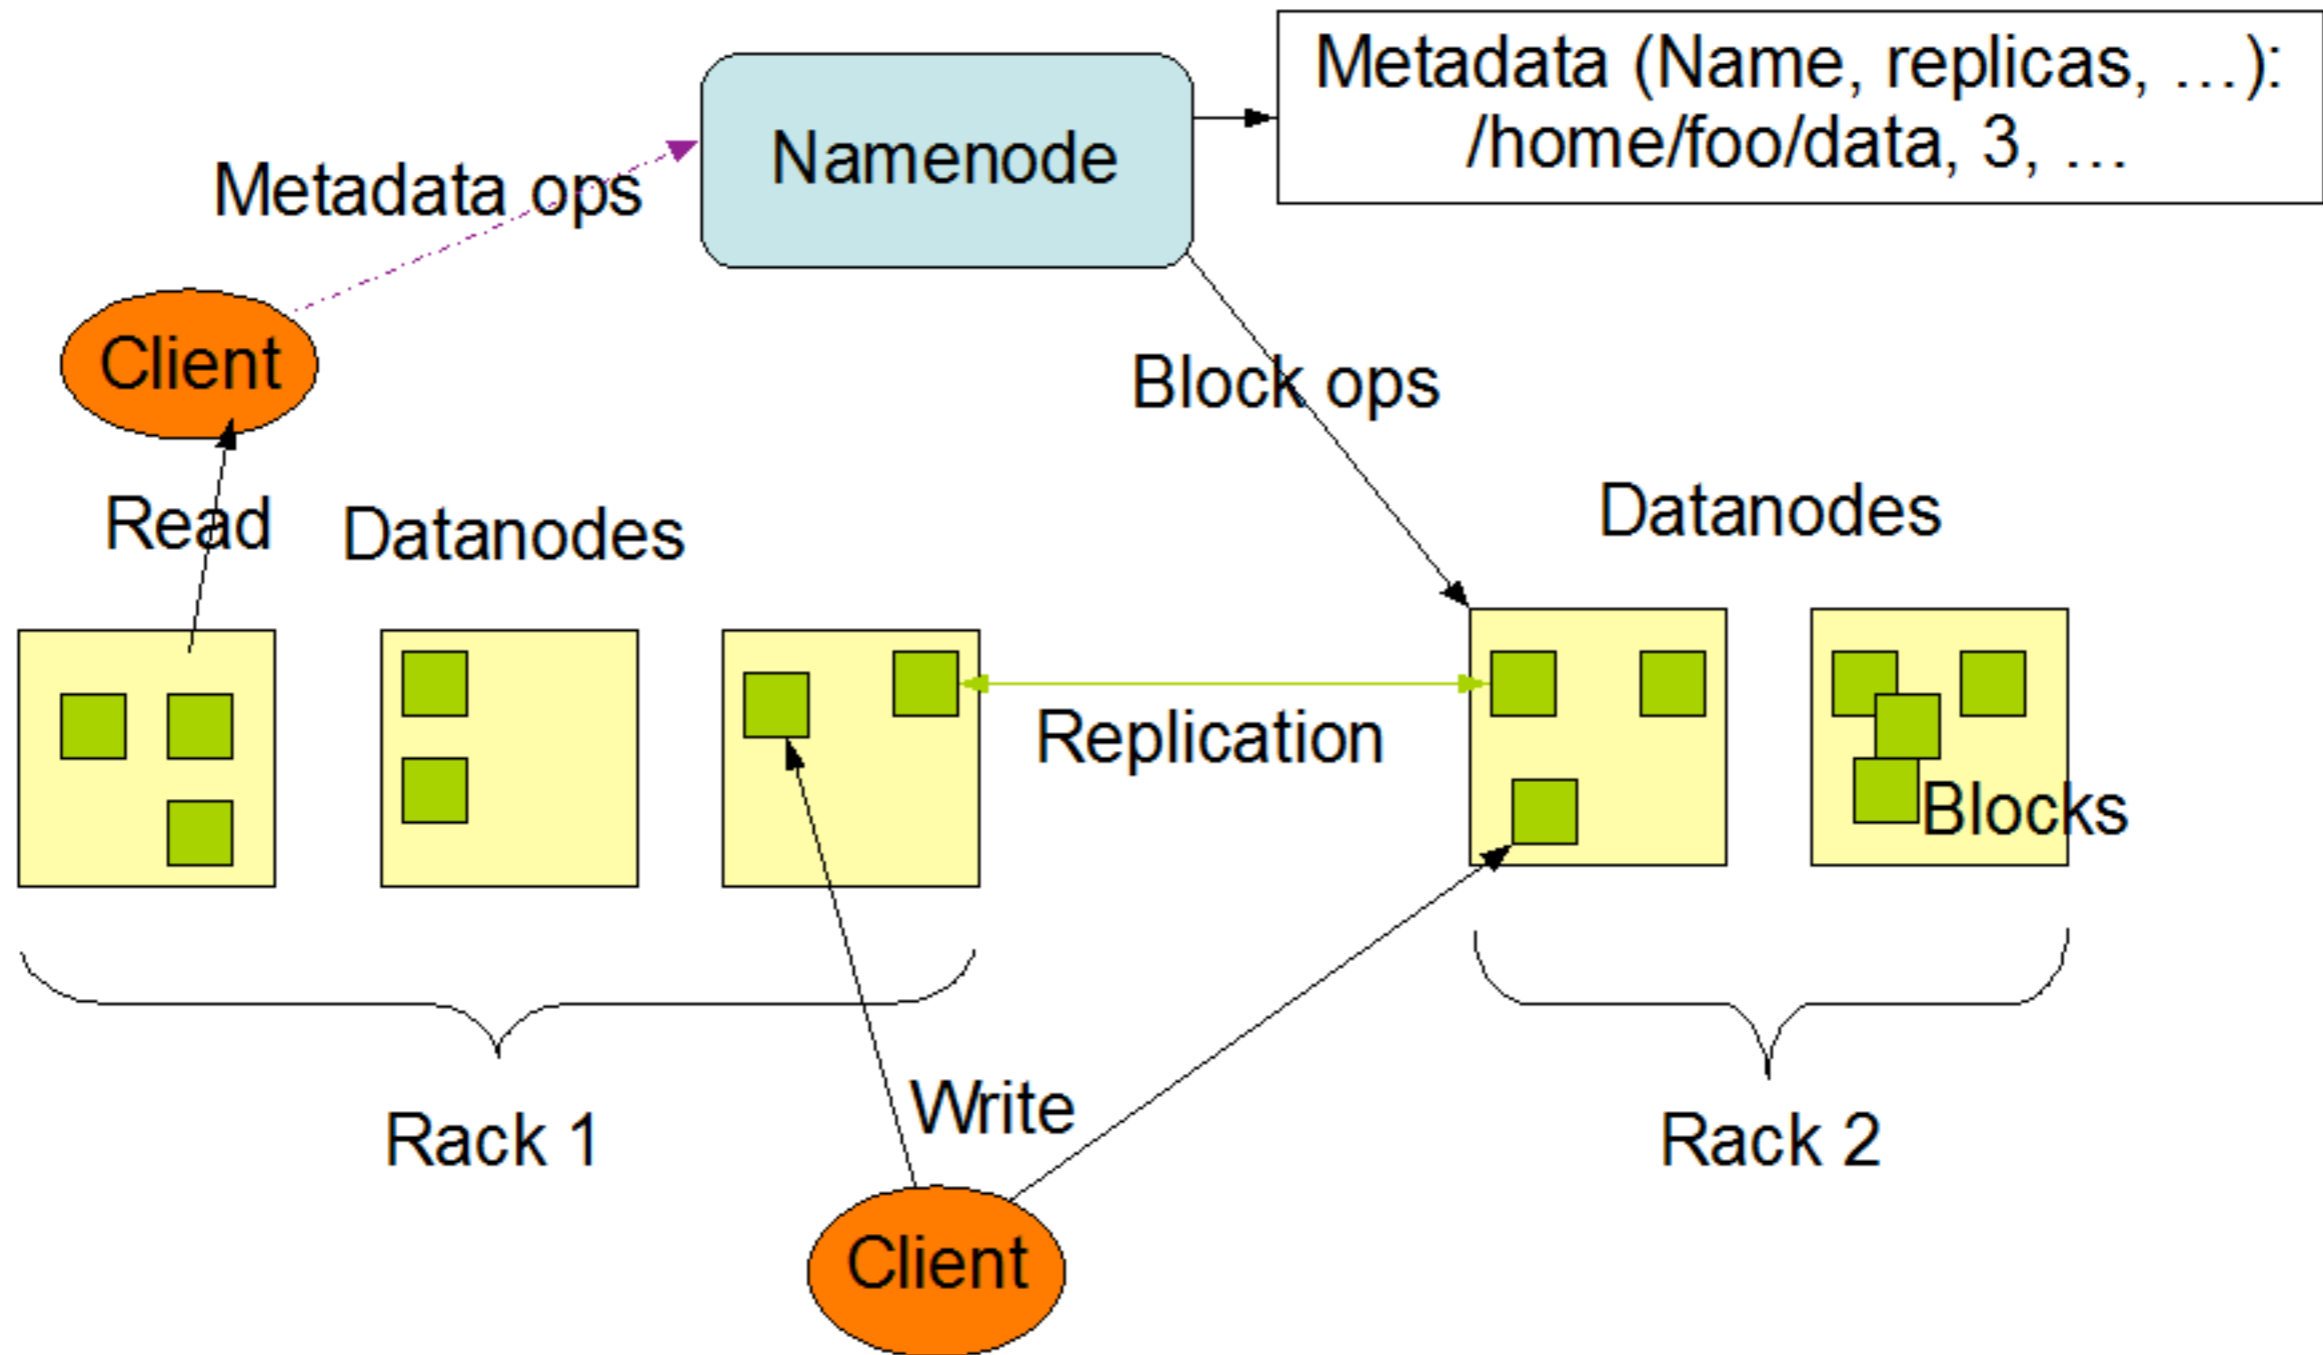 Metadata (Name, replicas, ...):
/home/foo/data, 3, ...
Namenode
Metadata ops
Client
Block ops
Read
Datanodes
Datanodes
Replication
Blocks
Rack 1
Write
Rack 2
Client